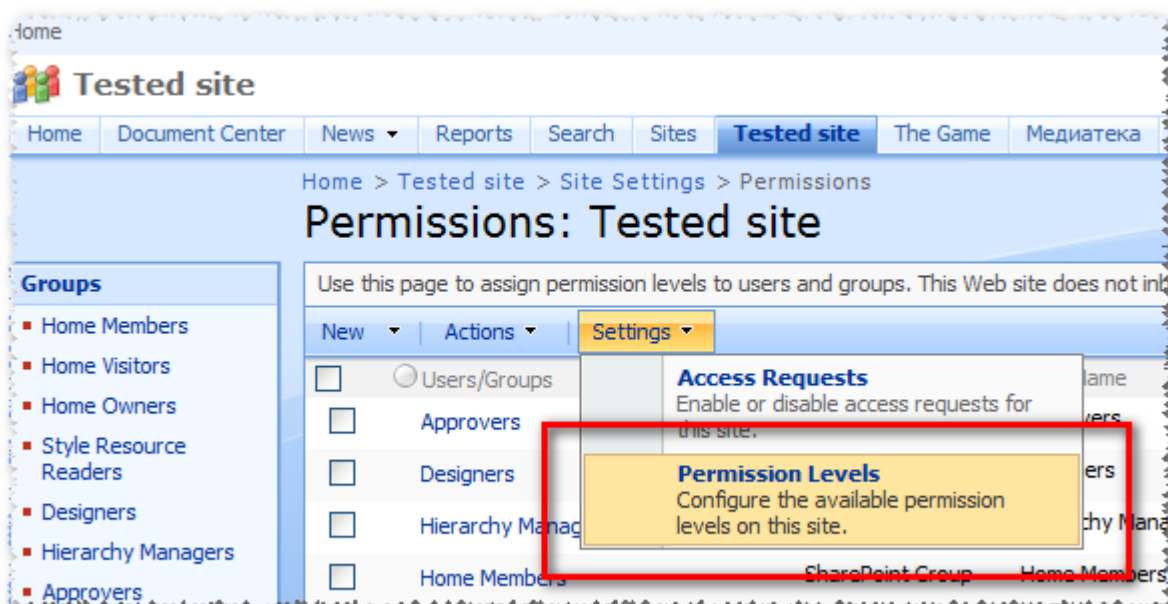 Home
Tested site
Home Document Center News Reports Search Sites Tested site The Game Медиатека
Home > Tested site > Site Settings > Permissions
Permissions: Tested site
Groups
Use this page to assign permission levels to users and groups. This Web site does not
Home Members
New Actions Settings
Home Visitors
Users/Groups
Access Requests
Enable or disable access requests for
this site.
Home Owners
Approvers
Style Resource
Readers
Designers
Permission Levels
Configure the available permission
levels on this site.
Designers
Hierarchy
Hierarchy Managers
Home Members SharePoint Group Home Members
Approvers